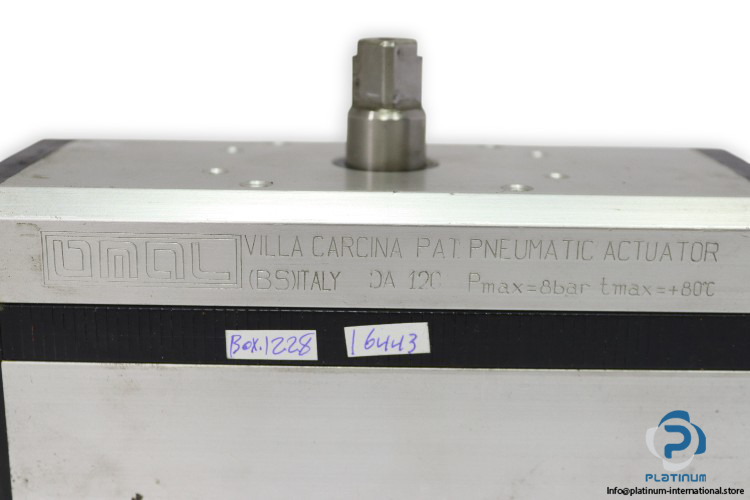 OMAL VILLA CARCINA PAT. PNEUMATIC ACTUATOR
(BS)ITALY DA 120 Pmax=8bar tmax=+80°C
Box.1228 16443
PLATINUM
Info@platinum-international.store